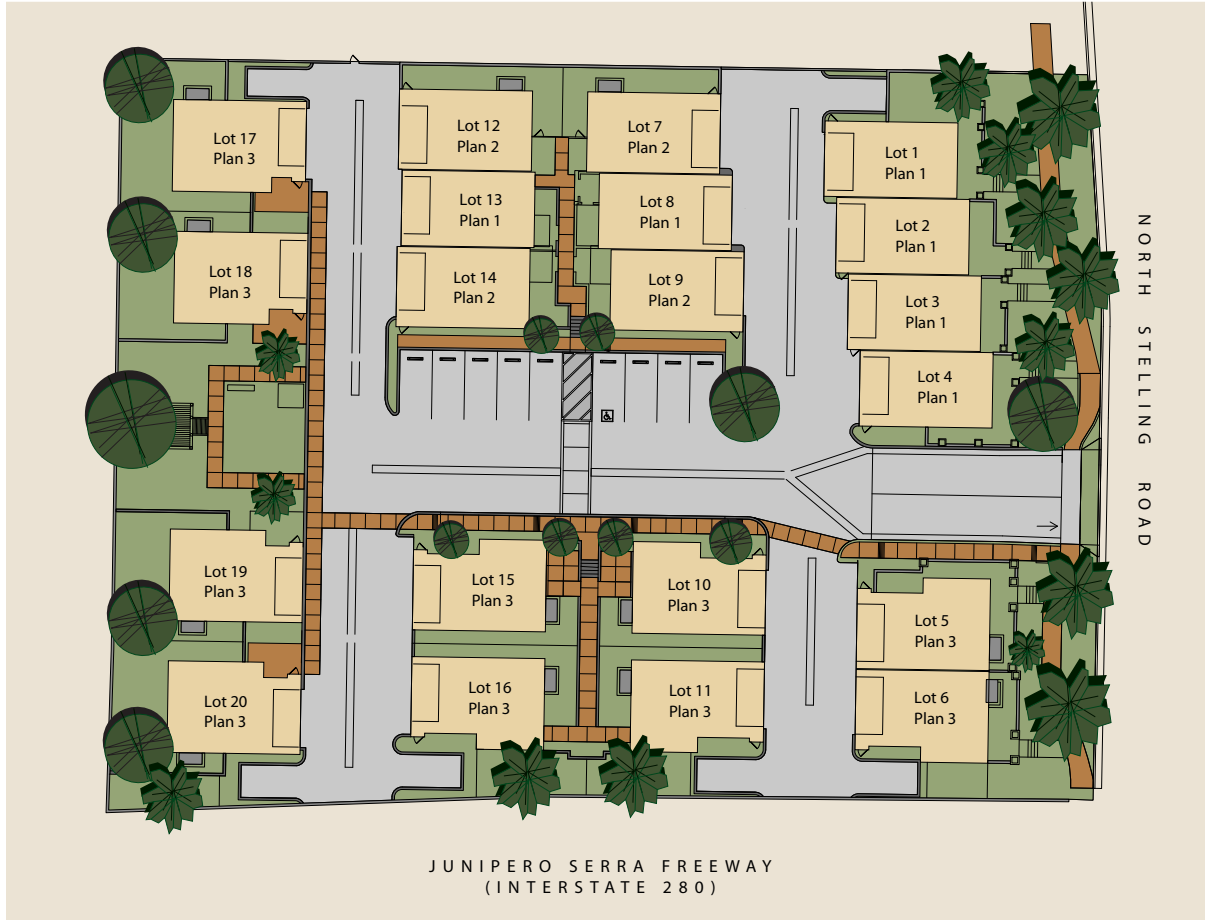 Lot 17
Plan 3
Lot 12
Plan 2
Lot 7
Plan 2
Lot 1
Plan 1
Lot 13
Plan 1
Lot 8
Plan 1
Lot 2
Plan 1
Lot 18
Plan 3
Lot 14
Plan 2
Lot 9
Plan 2
Lot 3
Plan 1
Lot 4
Plan 1
NORTH STELLING ROAD
Lot 19
Plan 3
Lot 15
Plan 3
Lot 10
Plan 3
Lot 5
Plan 3
Lot 20
Plan 3
Lot 16
Plan 3
Lot 11
Plan 3
Lot 6
Plan 3
JUNIPERO SERRA FREEWAY
(INTERSTATE 280)